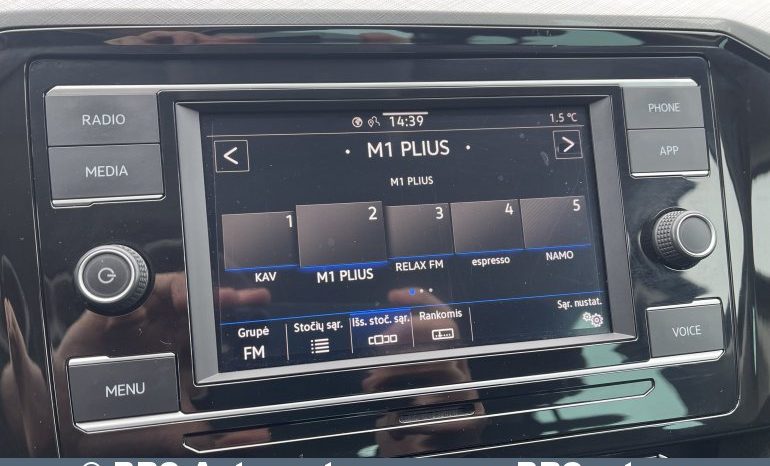 RADIO
MEDIA
MENU
PHONE
APP
VOICE
14:39
1.5 °C
<
· M1 PLIUS ·
>
M1 PLIUS
1
2
3
4
5
KAV
M1 PLIUS
RELAX FM
espresso
NAMO
Grupė
FM
Stočių sąr.
Išs. stoč. sąr.
Rankomis
Sąr. nustat.